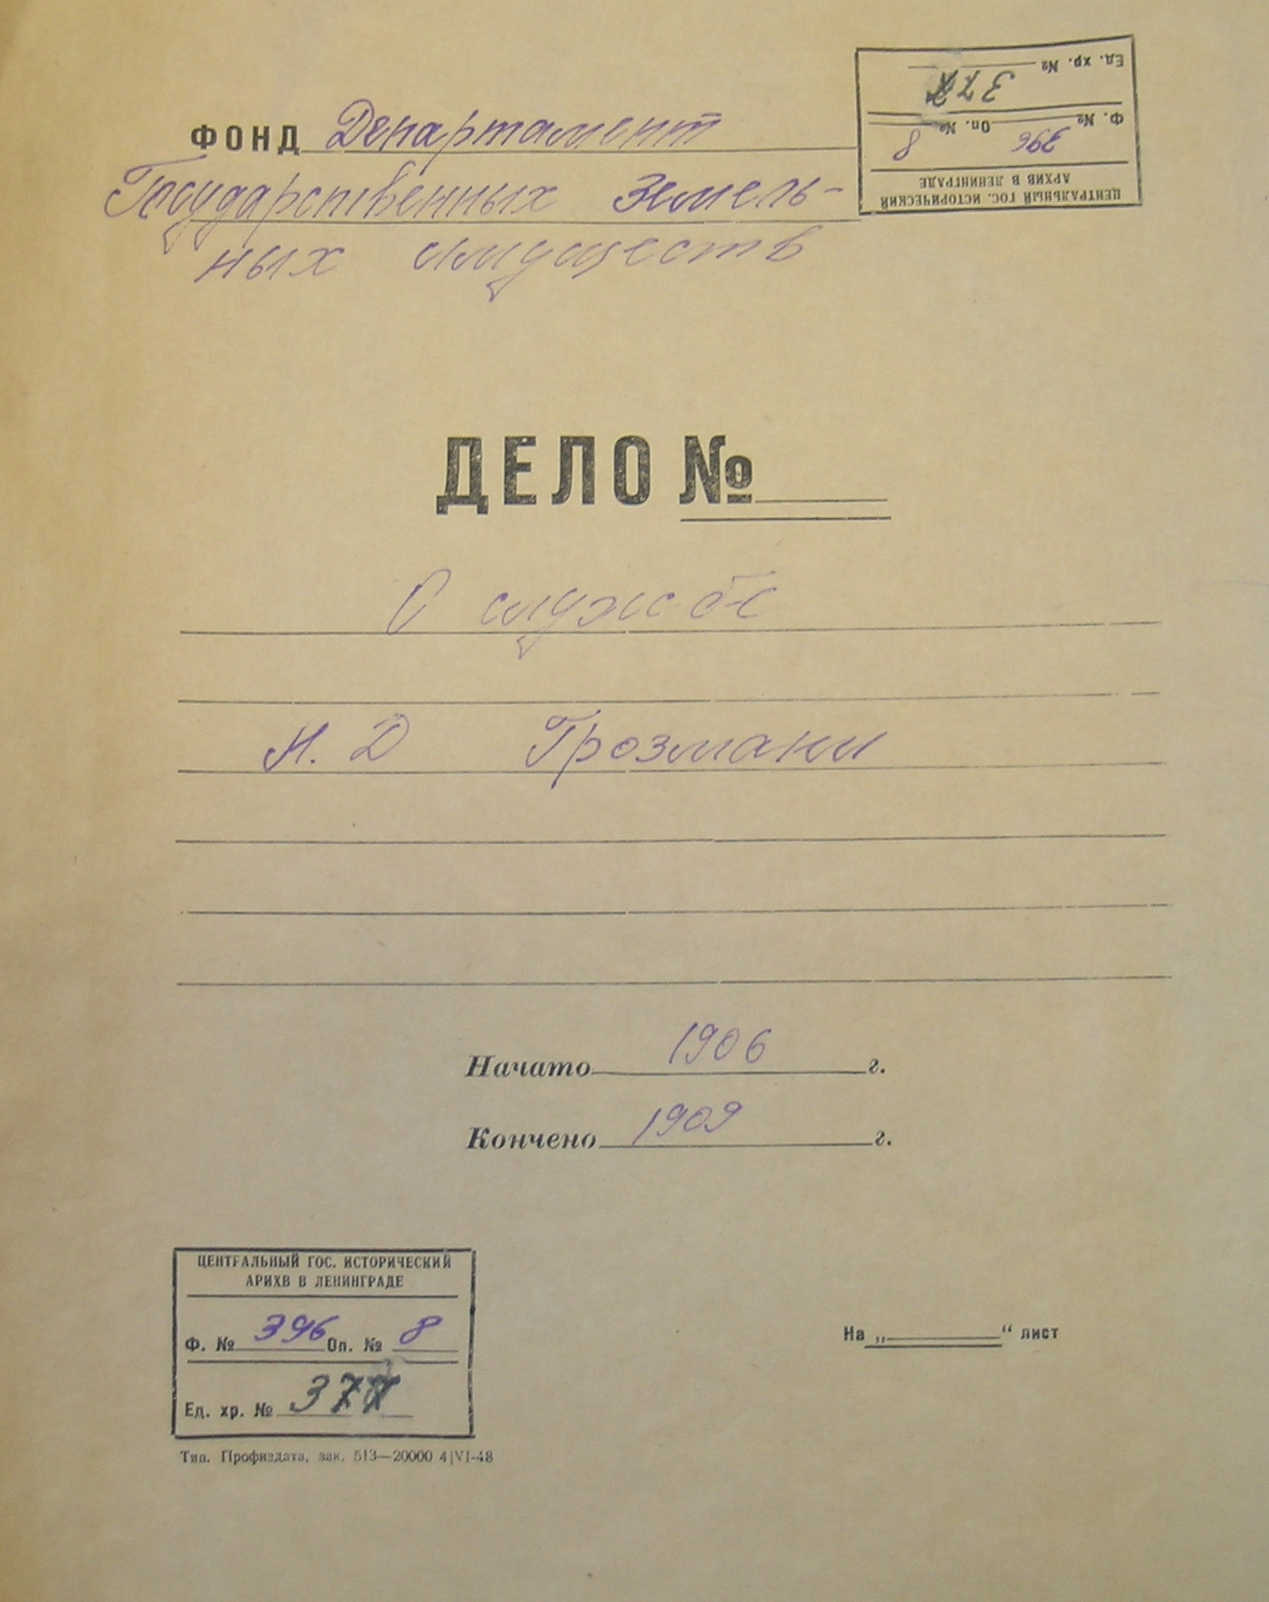 ФОНД Департамент
Государственных Земель-
ных имуществ
ЦЕНТРАЛЬНЫЙ ГОС. ИСТОРИЧЕСКИЙ
АРХИВ В ЛЕНИНГРАДЕ
Ф. № 396 Оп. № 8
Ед. хр. № 377
ДЕЛО №
О службе
Н. Д Грозмани
Начато 1906 г.
Кончено 1909 г.
ЦЕНТРАЛЬНЫЙ ГОС. ИСТОРИЧЕСКИЙ
АРИХВ В ЛЕНИНГРАДЕ
Ф. № 396 Оп. № 8
Ед. хр. № 377
На „ “ лист
Тип. Профиздата, зак. 513—20000 4|VI-48